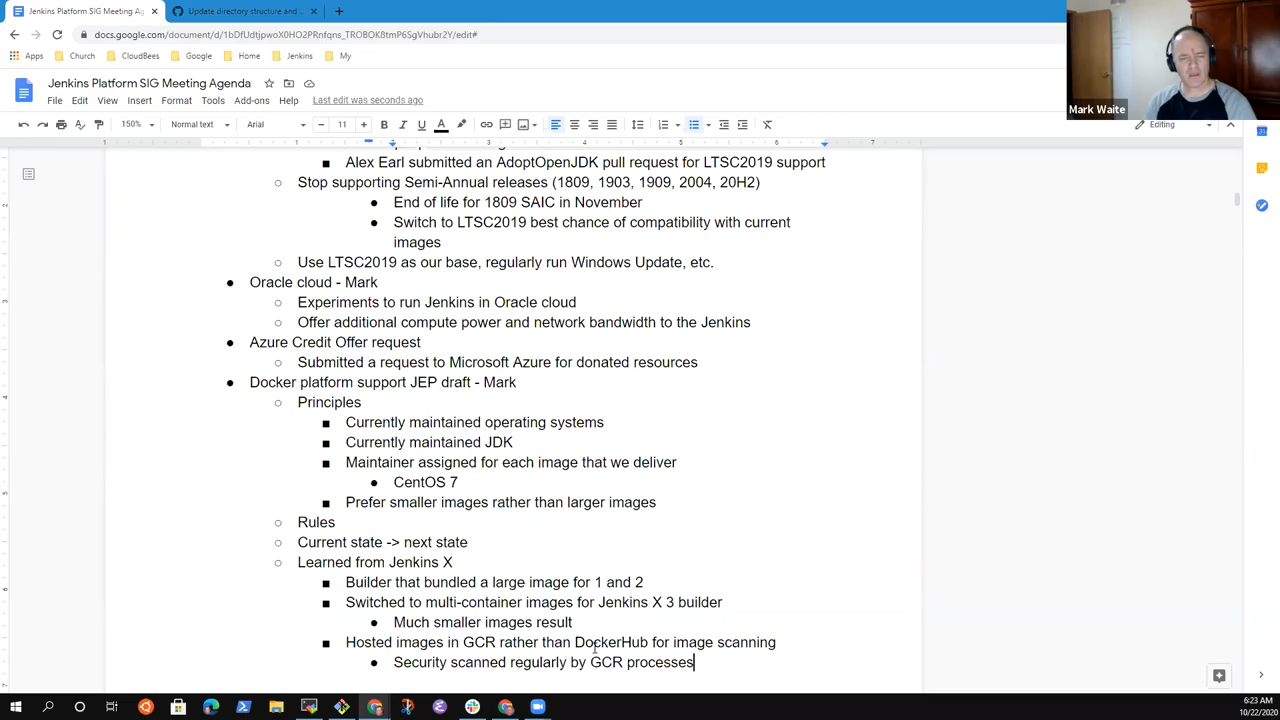 Jenkins Platform SIG Meeting Ag
Update directory structure and
docs.google.com/document/d/1bDfUdtjpwoX0HO2PRnfqns_TROBOK8tmP6SgVhubr2Y/edit#
Apps Church CloudBees Google Home Jenkins My
Mark Waite
Jenkins Platform SIG Meeting Agenda
File Edit View Insert Format Tools Add-ons Help Last edit was seconds ago
150% Normal text Arial 11 B I U A Editing
1 2 3 4 5 6 7
■ Alex Earl submitted an AdoptOpenJDK pull request for LTSC2019 support
○ Stop supporting Semi-Annual releases (1809, 1903, 1909, 2004, 20H2)
● End of life for 1809 SAIC in November
● Switch to LTSC2019 best chance of compatibility with current
images
○ Use LTSC2019 as our base, regularly run Windows Update, etc.
● Oracle cloud - Mark
○ Experiments to run Jenkins in Oracle cloud
○ Offer additional compute power and network bandwidth to the Jenkins
● Azure Credit Offer request
○ Submitted a request to Microsoft Azure for donated resources
● Docker platform support JEP draft - Mark
○ Principles
■ Currently maintained operating systems
■ Currently maintained JDK
■ Maintainer assigned for each image that we deliver
● CentOS 7
■ Prefer smaller images rather than larger images
○ Rules
○ Current state -> next state
○ Learned from Jenkins X
■ Builder that bundled a large image for 1 and 2
■ Switched to multi-container images for Jenkins X 3 builder
● Much smaller images result
■ Hosted images in GCR rather than DockerHub for image scanning
● Security scanned regularly by GCR processes
6:23 AM
10/22/2020